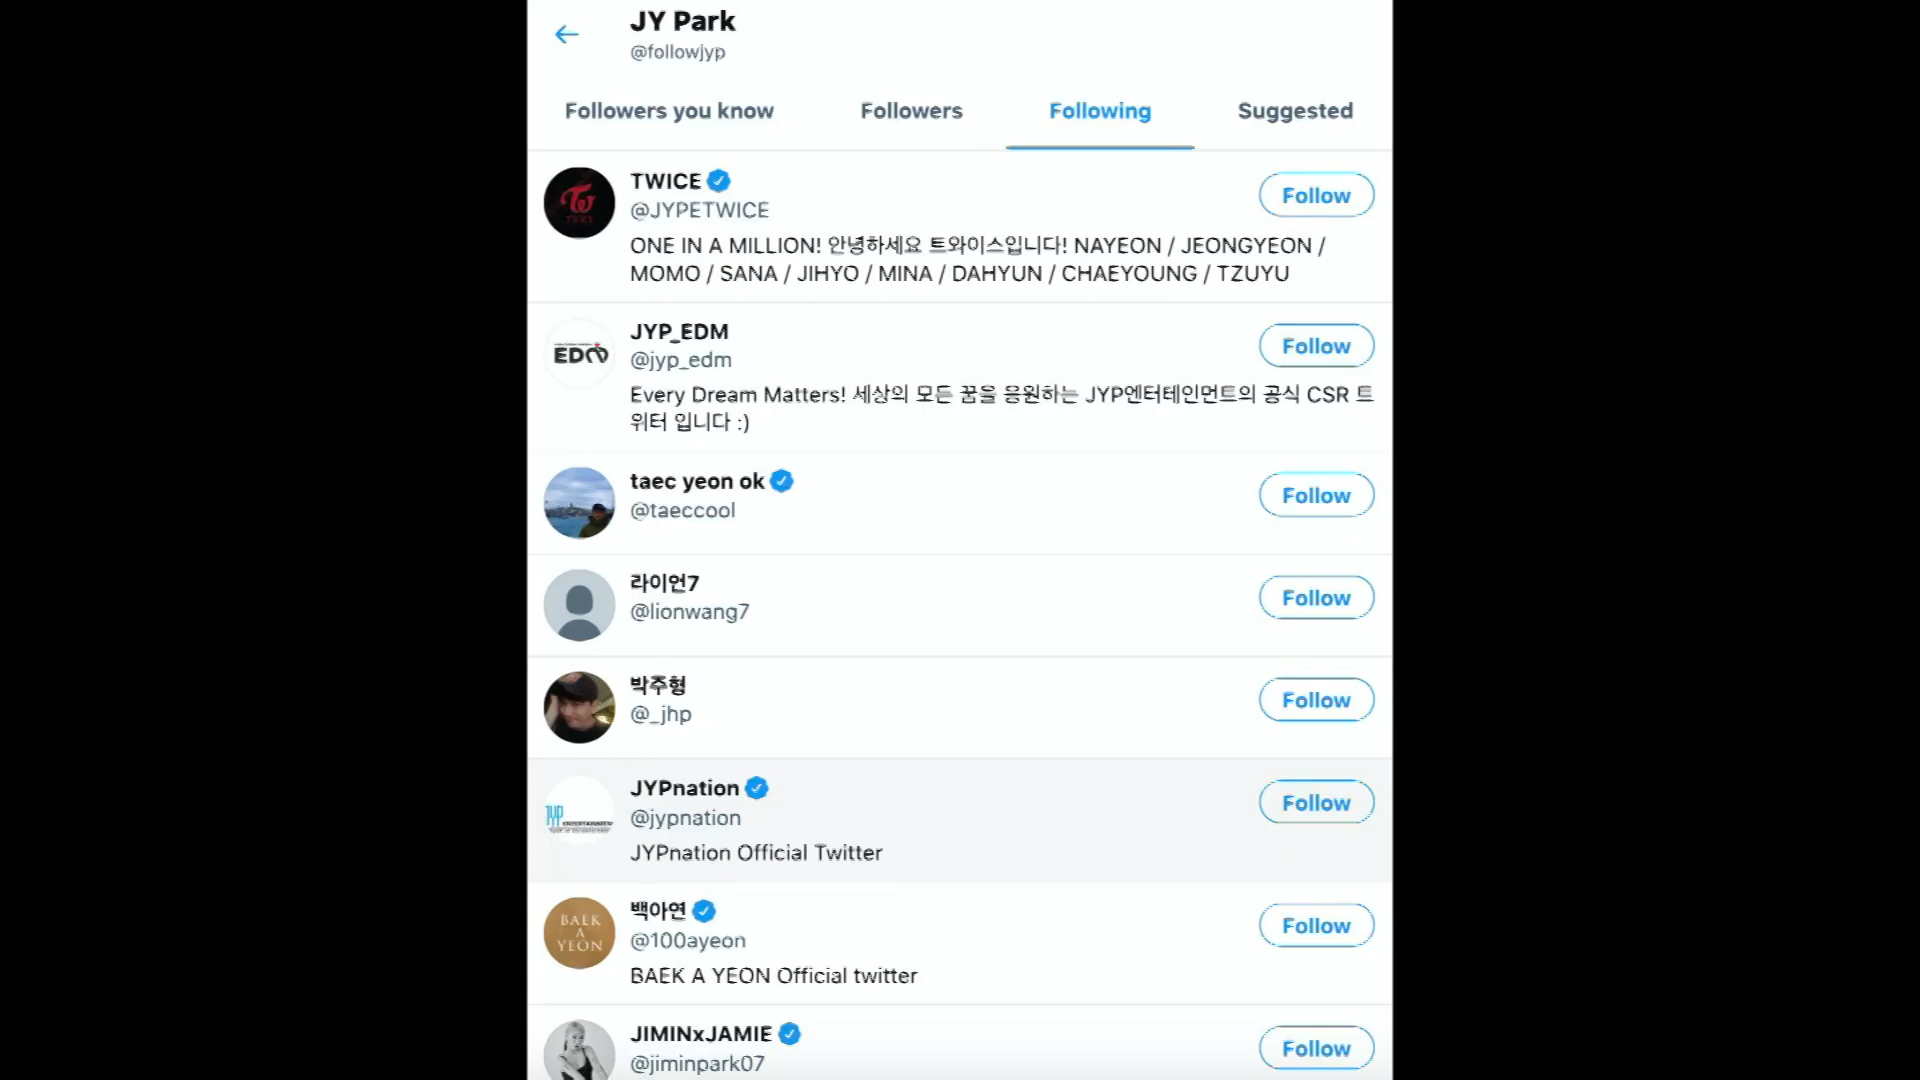 JY Park
@followjyp
Followers you know
Followers
Following
Suggested
TWICE
@JYPETWICE
Follow
ONE IN A MILLION! 안녕하세요 트와이스입니다! NAYEON / JEONGYEON /
MOMO / SANA / JIHYO / MINA / DAHYUN / CHAEYOUNG / TZUYU
EDM
JYP_EDM
@jyp_edm
Follow
Every Dream Matters! 세상의 모든 꿈을 응원하는 JYP엔터테인먼트의 공식 CSR 트
위터 입니다 :)
taec yeon ok
@taeccool
Follow
라이언7
@lionwang7
Follow
박주형
@_jhp
Follow
JYP
JYPnation
@jypnation
Follow
JYPnation Official Twitter
BAEK
A
YEON
백아연
@100ayeon
Follow
BAEK A YEON Official twitter
JIMINxJAMIE
@jiminpark07
Follow